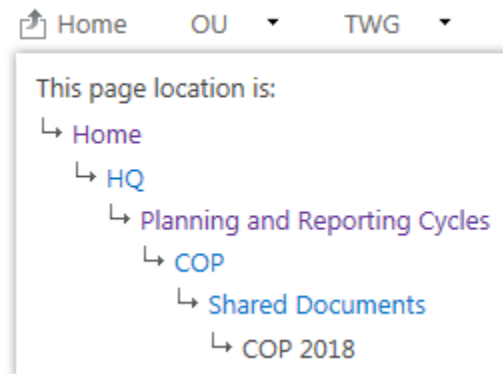 Home OU TWG
This page location is:
Home
HQ
Planning and Reporting Cycles
COP
Shared Documents
COP 2018